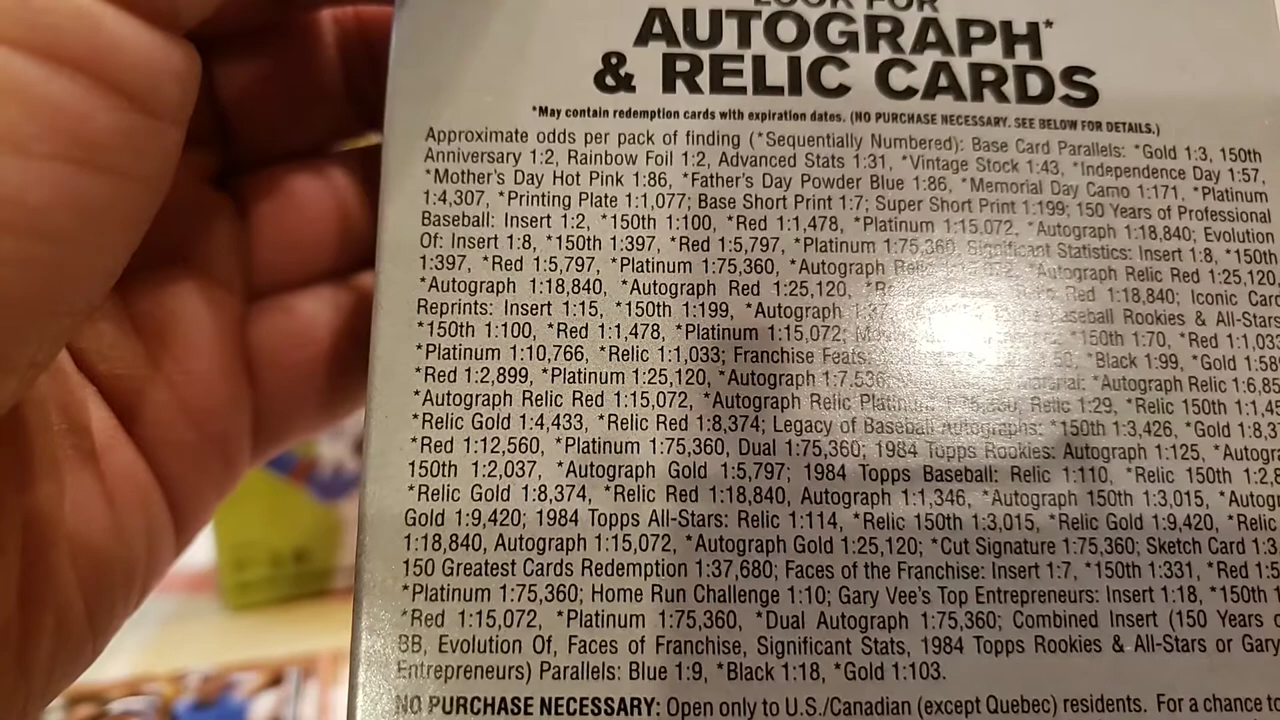 LOOK FOR
AUTOGRAPH*
& RELIC CARDS
*May contain redemption cards with expiration dates. (NO PURCHASE NECESSARY. SEE BELOW FOR DETAILS.)
Approximate odds per pack of finding (*Sequentially Numbered): Base Card Parallels: *Gold 1:3, 150th
Anniversary 1:2, Rainbow Foil 1:2, Advanced Stats 1:31, *Vintage Stock 1:43, *Independence Day 1:57,
*Mother's Day Hot Pink 1:86, *Father's Day Powder Blue 1:86, *Memorial Day Camo 1:171, *Platinum
1:4,307, *Printing Plate 1:1,077; Base Short Print 1:7; Super Short Print 1:199; 150 Years of Professional
Baseball: Insert 1:2, *150th 1:100, *Red 1:1,478, *Platinum 1:15,072, *Autograph 1:18,840; Evolution
Of: Insert 1:8, *150th 1:397, *Red 1:5,797, *Platinum 1:75,360, Significant Statistics: Insert 1:8, *150th
1:397, *Red 1:5,797, *Platinum 1:75,360, *Autograph *Autograph Relic Red 1:25,120,
*Autograph 1:18,840, *Autograph Red 1:25,120, Red 1:18,840; Iconic Card
Reprints: Insert 1:15, *150th 1:199, *Autograph Baseball Rookies & All-Stars
*150th 1:100, *Red 1:1,478, *Platinum 1:15,072; *150th 1:70, *Red 1:1,033
*Platinum 1:10,766, *Relic 1:1,033; Franchise Feats: *Black 1:99, *Gold 1:58
*Red 1:2,899, *Platinum 1:25,120, *Autograph 1:7,536; *Autograph Relic 1:6,85
*Autograph Relic Red 1:15,072, *Autograph Relic Relic 1:29, *Relic 150th 1:1,45
*Relic Gold 1:4,433, *Relic Red 1:8,374; Legacy of Baseball Autographs: *150th 1:3,426, *Gold 1:8,37
*Red 1:12,560, *Platinum 1:75,360, Dual 1:75,360; 1984 Topps Rookies: Autograph 1:125, *Autogra
150th 1:2,037, *Autograph Gold 1:5,797; 1984 Topps Baseball: Relic 1:110, *Relic 150th 1:2,8
*Relic Gold 1:8,374, *Relic Red 1:18,840, Autograph 1:1,346, *Autograph 150th 1:3,015, *Autog
Gold 1:9,420; 1984 Topps All-Stars: Relic 1:114, *Relic 150th 1:3,015, *Relic Gold 1:9,420, *Relic
1:18,840, Autograph 1:15,072, *Autograph Gold 1:25,120; *Cut Signature 1:75,360; Sketch Card 1:3
150 Greatest Cards Redemption 1:37,680; Faces of the Franchise: Insert 1:7, *150th 1:331, *Red 1:5
*Platinum 1:75,360; Home Run Challenge 1:10; Gary Vee's Top Entrepreneurs: Insert 1:18, *150th 1
*Red 1:15,072, *Platinum 1:75,360, *Dual Autograph 1:75,360; Combined Insert (150 Years o
BB, Evolution Of, Faces of Franchise, Significant Stats, 1984 Topps Rookies & All-Stars or Gary
Entrepreneurs) Parallels: Blue 1:9, *Black 1:18, *Gold 1:103.
NO PURCHASE NECESSARY: Open only to U.S./Canadian (except Quebec) residents. For a chance to